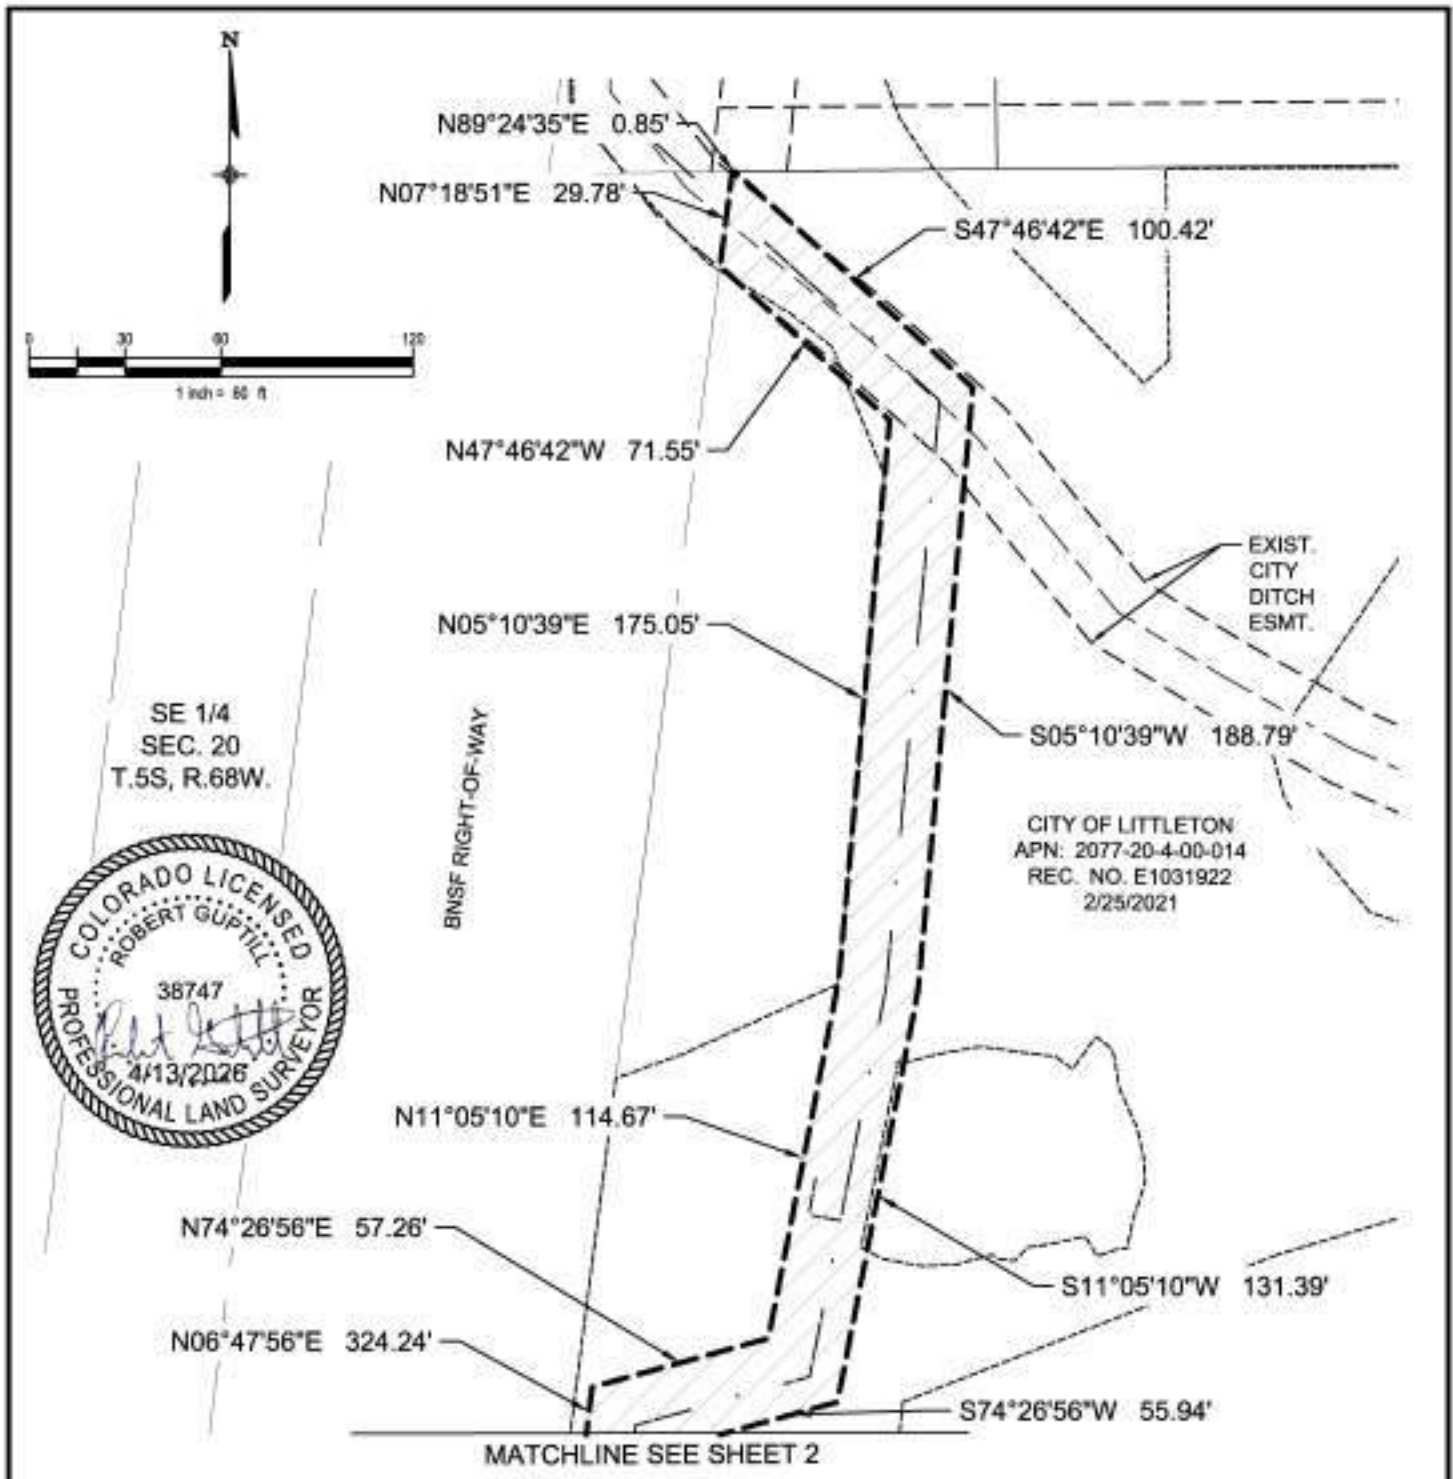 N
N89°24'35"E 0.85'
N07°18'51"E 29.78'
S47°46'42"E 100.42'
0 30 60 120
1 inch = 60 ft
N47°46'42"W 71.55'
EXIST.
CITY
DITCH
ESMT.
N05°10'39"E 175.05'
SE 1/4
SEC. 20
T.5S, R.68W.
BNSF RIGHT-OF-WAY
S05°10'39"W 188.79'
CITY OF LITTLETON
APN: 2077-20-4-00-014
REC. NO. E1031922
2/25/2021
COLORADO LICENSED
ROBERT GUPTILL
38747
4/13/2026
PROFESSIONAL LAND SURVEYOR
N11°05'10"E 114.67'
N74°26'56"E 57.26'
S11°05'10"W 131.39'
N06°47'56"E 324.24'
S74°26'56"W 55.94'
MATCHLINE SEE SHEET 2